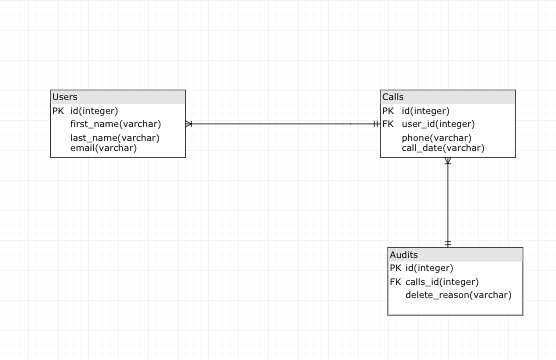 Users
PK id(integer)
first_name(varchar)
last_name(varchar)
email(varchar)
Calls
PK id(integer)
FK user_id(integer)
phone(varchar)
call_date(varchar)
Audits
PK id(integer)
FK calls_id(integer)
delete_reason(varchar)